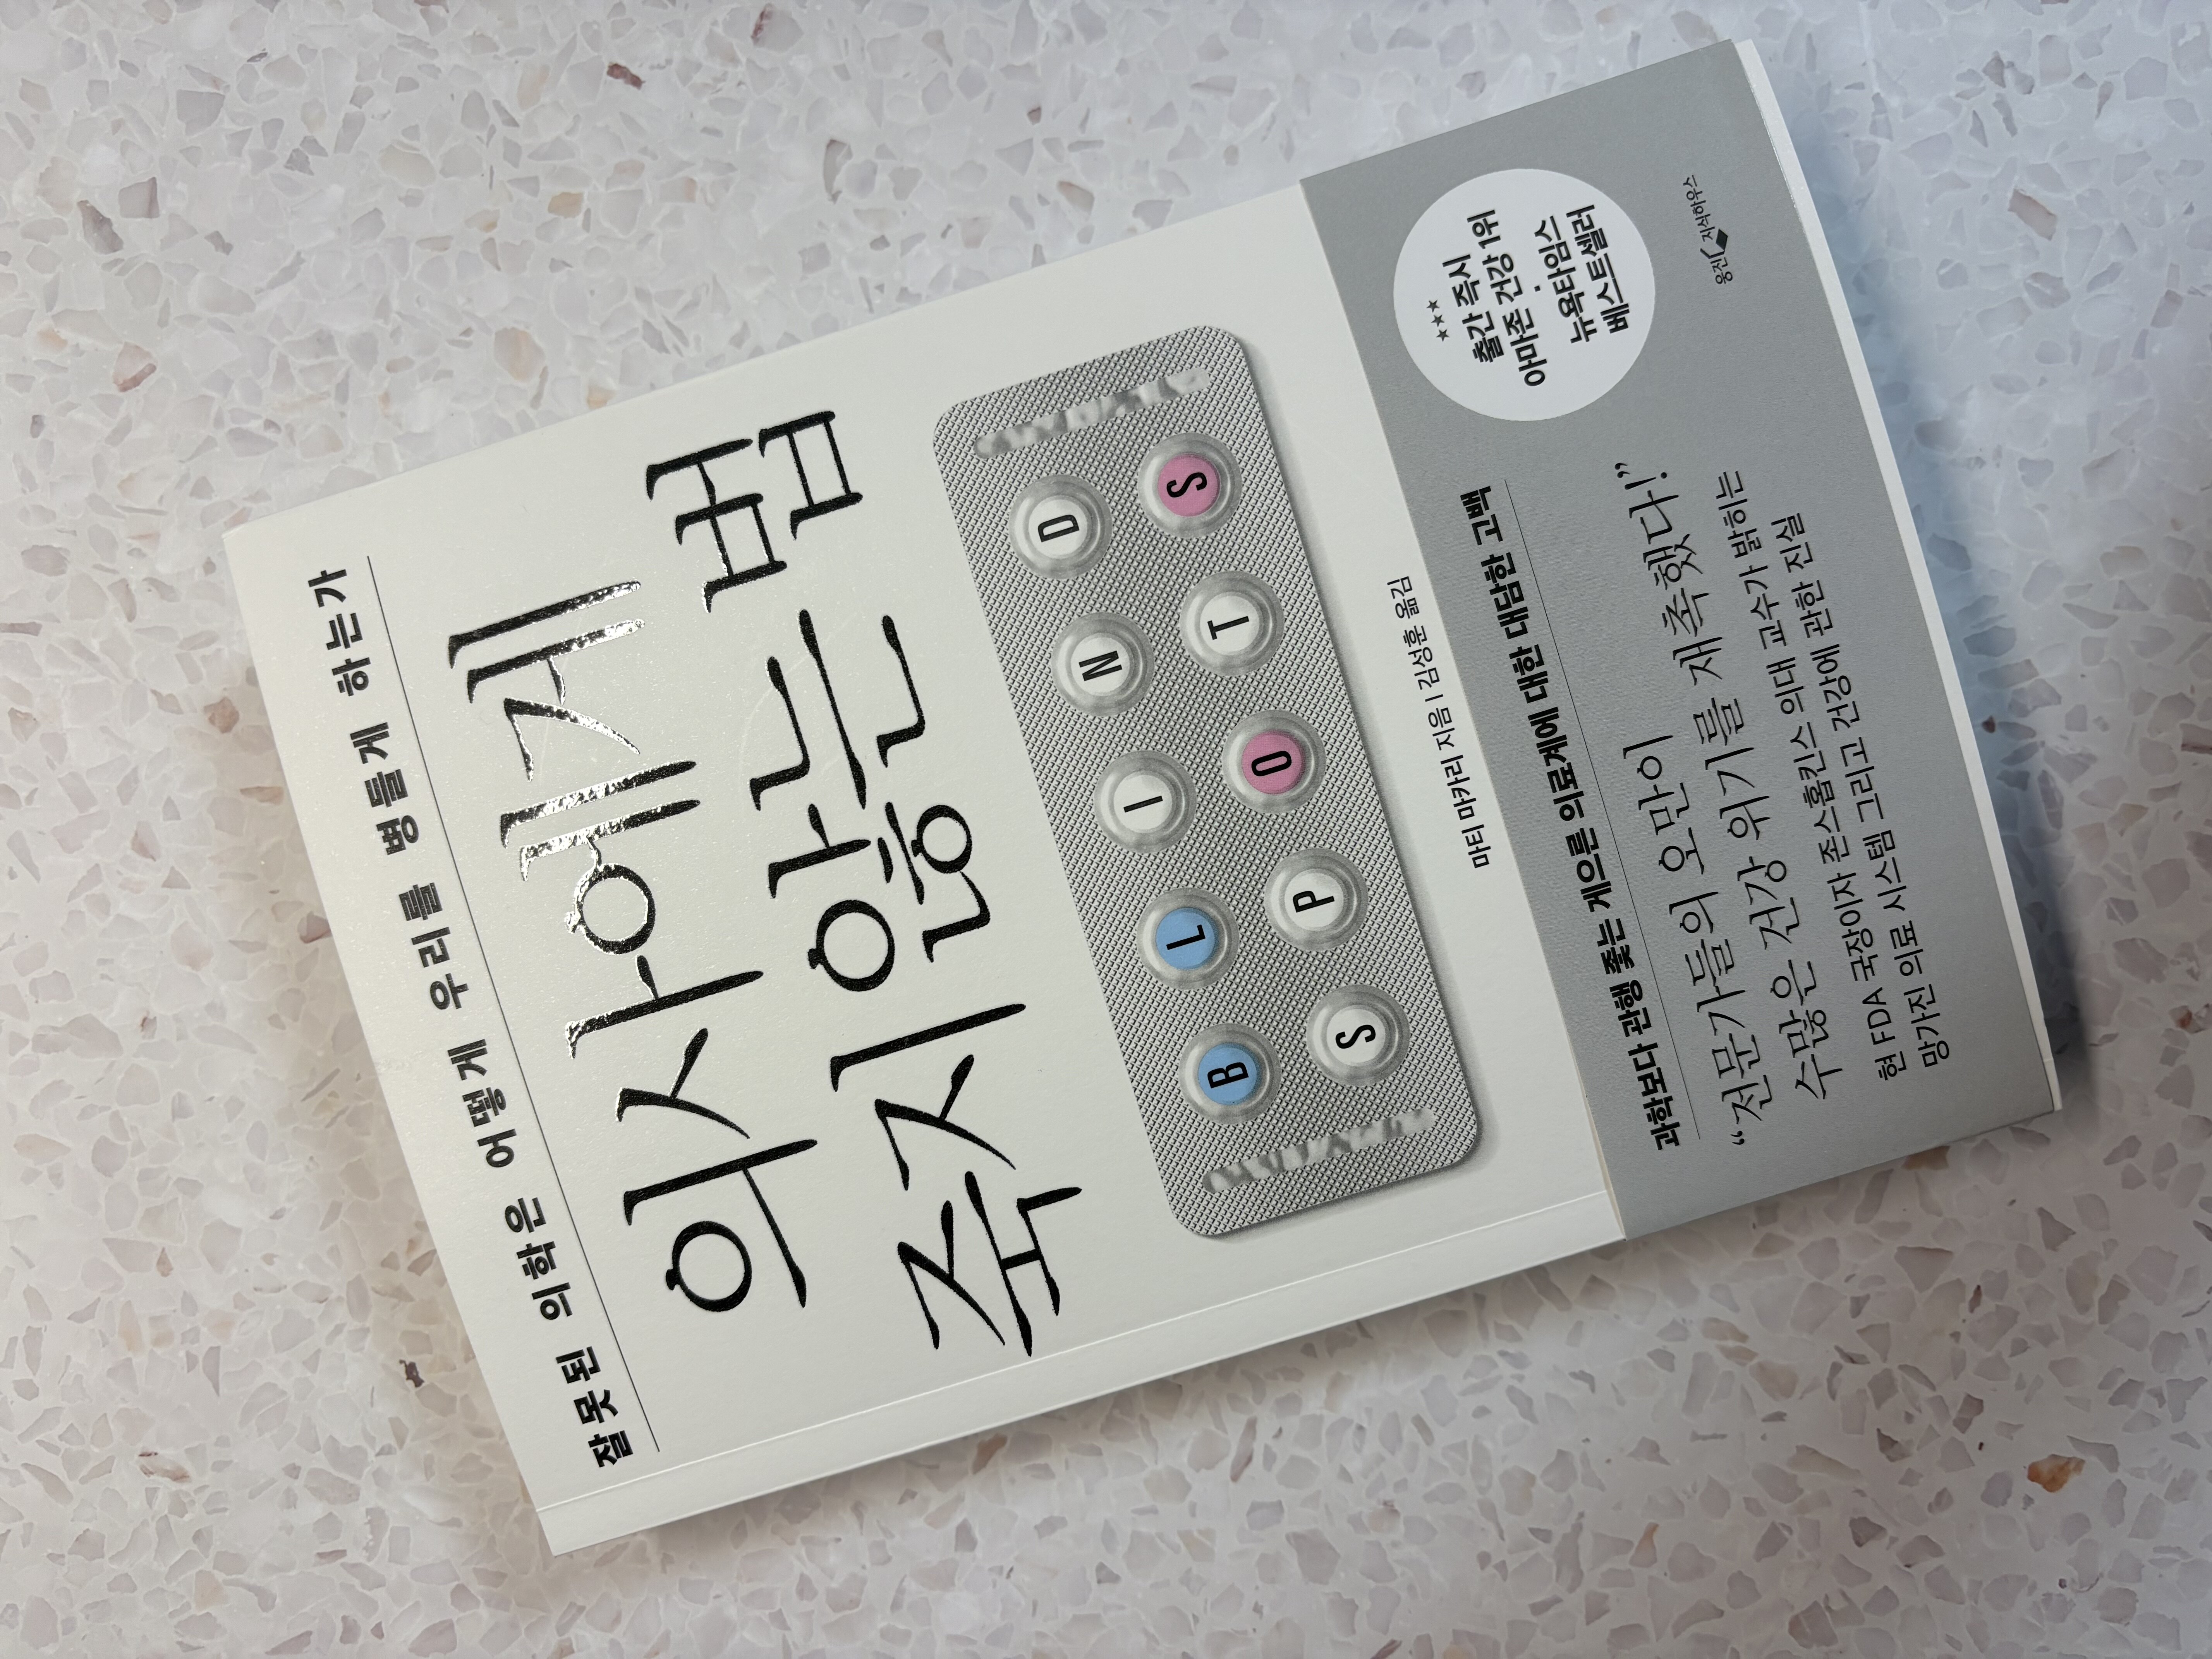 잘못된 의학은 어떻게 우리를 병들게 하는가
의사에게
죽지 않는 법
BLIND
SPOTS
마티 마카리 지음 | 김성훈 옮김
과학보다 관행 좇는 게으른 의료계에 대한 대담한 고백
“전문가들의 오만이
수많은 건강 위기를 재촉했다!”
현 FDA 국장이자 존스홉킨스 의대 교수가 밝히는
망가진 의료 시스템 그리고 건강에 관한 진실
★★★
출간 즉시
아마존 건강 1위
·
뉴욕타임스
베스트셀러
웅진 지식하우스